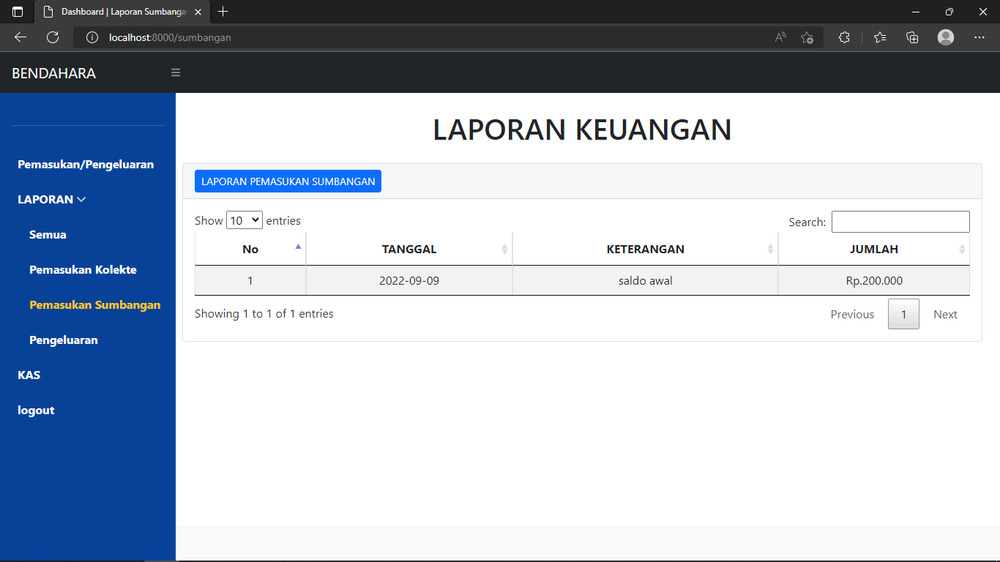 Dashboard | Laporan Sumbangan
localhost:8000/sumbangan
BENDAHARA
LAPORAN KEUANGAN
Pemasukan/Pengeluaran
LAPORAN
Semua
Pemasukan Kolekte
Pemasukan Sumbangan
Pengeluaran
KAS
logout
LAPORAN PEMASUKAN SUMBANGAN
Show 10 entries
Search:
No TANGGAL KETERANGAN JUMLAH
1 2022-09-09 saldo awal Rp.200.000
Showing 1 to 1 of 1 entries
Previous 1 Next